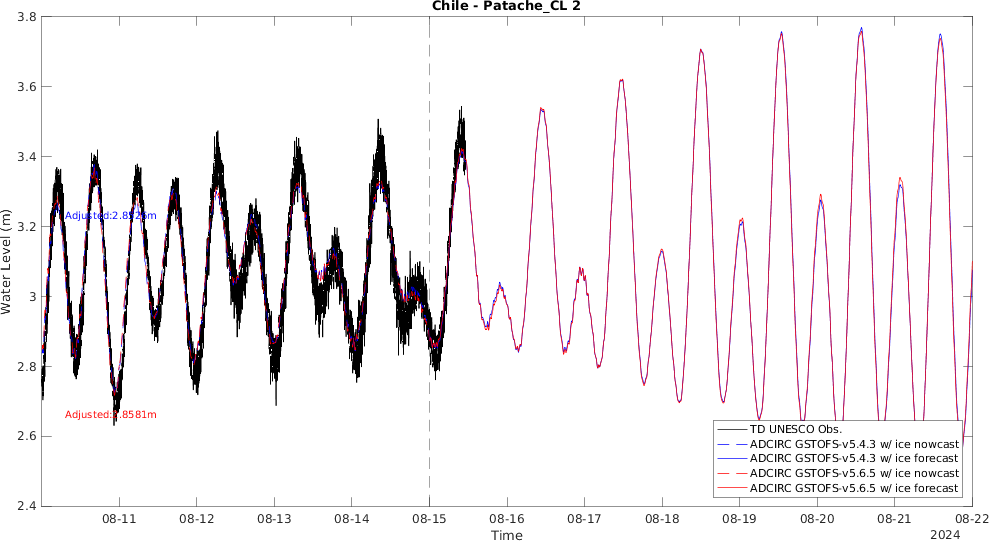 Chile - Patache_CL 2
Water Level (m)
3.8
3.6
3.4
3.2
3
2.8
2.6
2.4
Adjusted:2.8526m
Adjusted:2.8581m
TD UNESCO Obs.
ADCIRC GSTOFS-v5.4.3 w/ ice nowcast
ADCIRC GSTOFS-v5.4.3 w/ ice forecast
ADCIRC GSTOFS-v5.6.5 w/ ice nowcast
ADCIRC GSTOFS-v5.6.5 w/ ice forecast
08-11 08-12 08-13 08-14 08-15 08-16 08-17 08-18 08-19 08-20 08-21 08-22
Time
2024